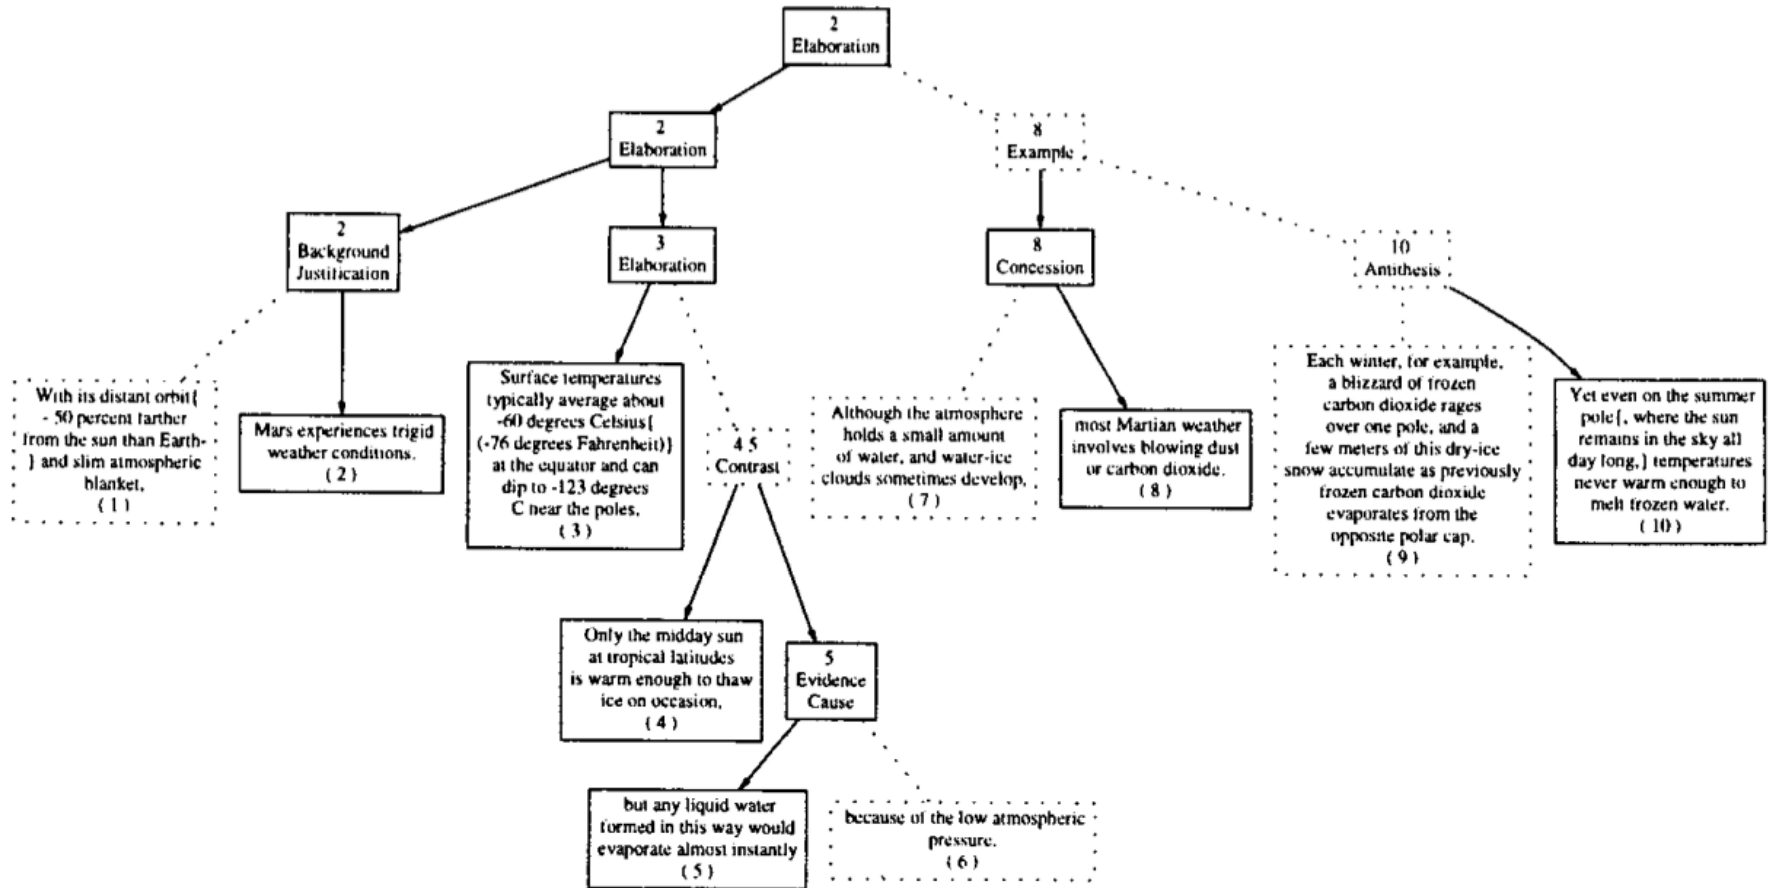 2
Elaboration
2
Elaboration
8
Example
2
Background
Justification
3
Elaboration
8
Concession
10
Antithesis
With its distant orbit{
- 50 percent farther
from the sun than Earth-
} and slim atmospheric
blanket,
( 1 )
Mars experiences frigid
weather conditions.
( 2 )
Surface temperatures
typically average about
-60 degrees Celsius{
(-76 degrees Fahrenheit)}
at the equator and can
dip to -123 degrees
C near the poles.
( 3 )
4 5
Contrast
Although the atmosphere
holds a small amount
of water, and water-ice
clouds sometimes develop,
( 7 )
most Martian weather
involves blowing dust
or carbon dioxide.
( 8 )
Each winter, for example,
a blizzard of frozen
carbon dioxide rages
over one pole, and a
few meters of this dry-ice
snow accumulate as previously
frozen carbon dioxide
evaporates from the
opposite polar cap.
( 9 )
Yet even on the summer
pole{, where the sun
remains in the sky all
day long,} temperatures
never warm enough to
melt frozen water.
( 10 )
Only the midday sun
at tropical latitudes
is warm enough to thaw
ice on occasion,
( 4 )
5
Evidence
Cause
but any liquid water
formed in this way would
evaporate almost instantly
( 5 )
because of the low atmospheric
pressure.
( 6 )